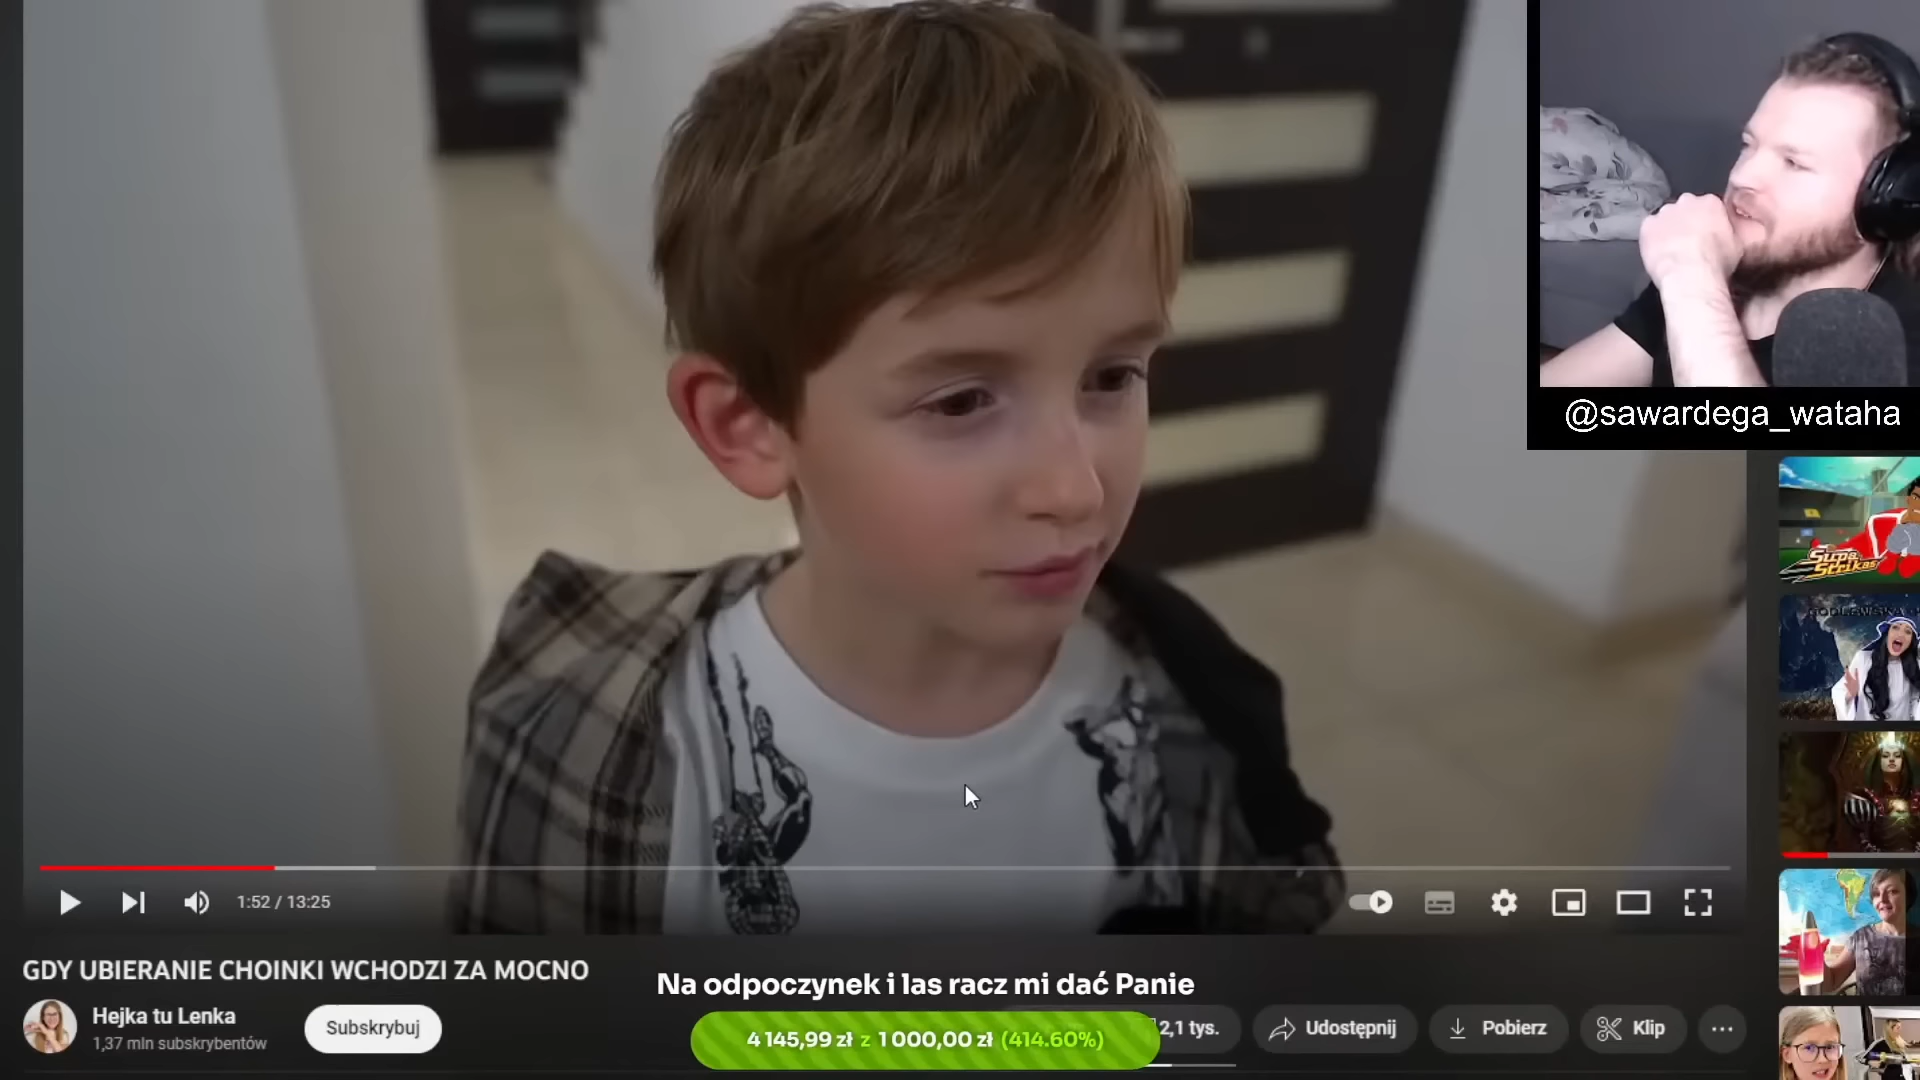 @sawardega_wataha
Supa
Strikas
1:52 / 13:25
GDY UBIERANIE CHOINKI WCHODZI ZA MOCNO
Hejka tu Lenka
1,37 mln subskrybentów
Subskrybuj
Na odpoczynek i las racz mi dać Panie
4 145,99 zł z 1 000,00 zł (414.60%)
2,1 tys.
Udostępnij
Pobierz
Klip